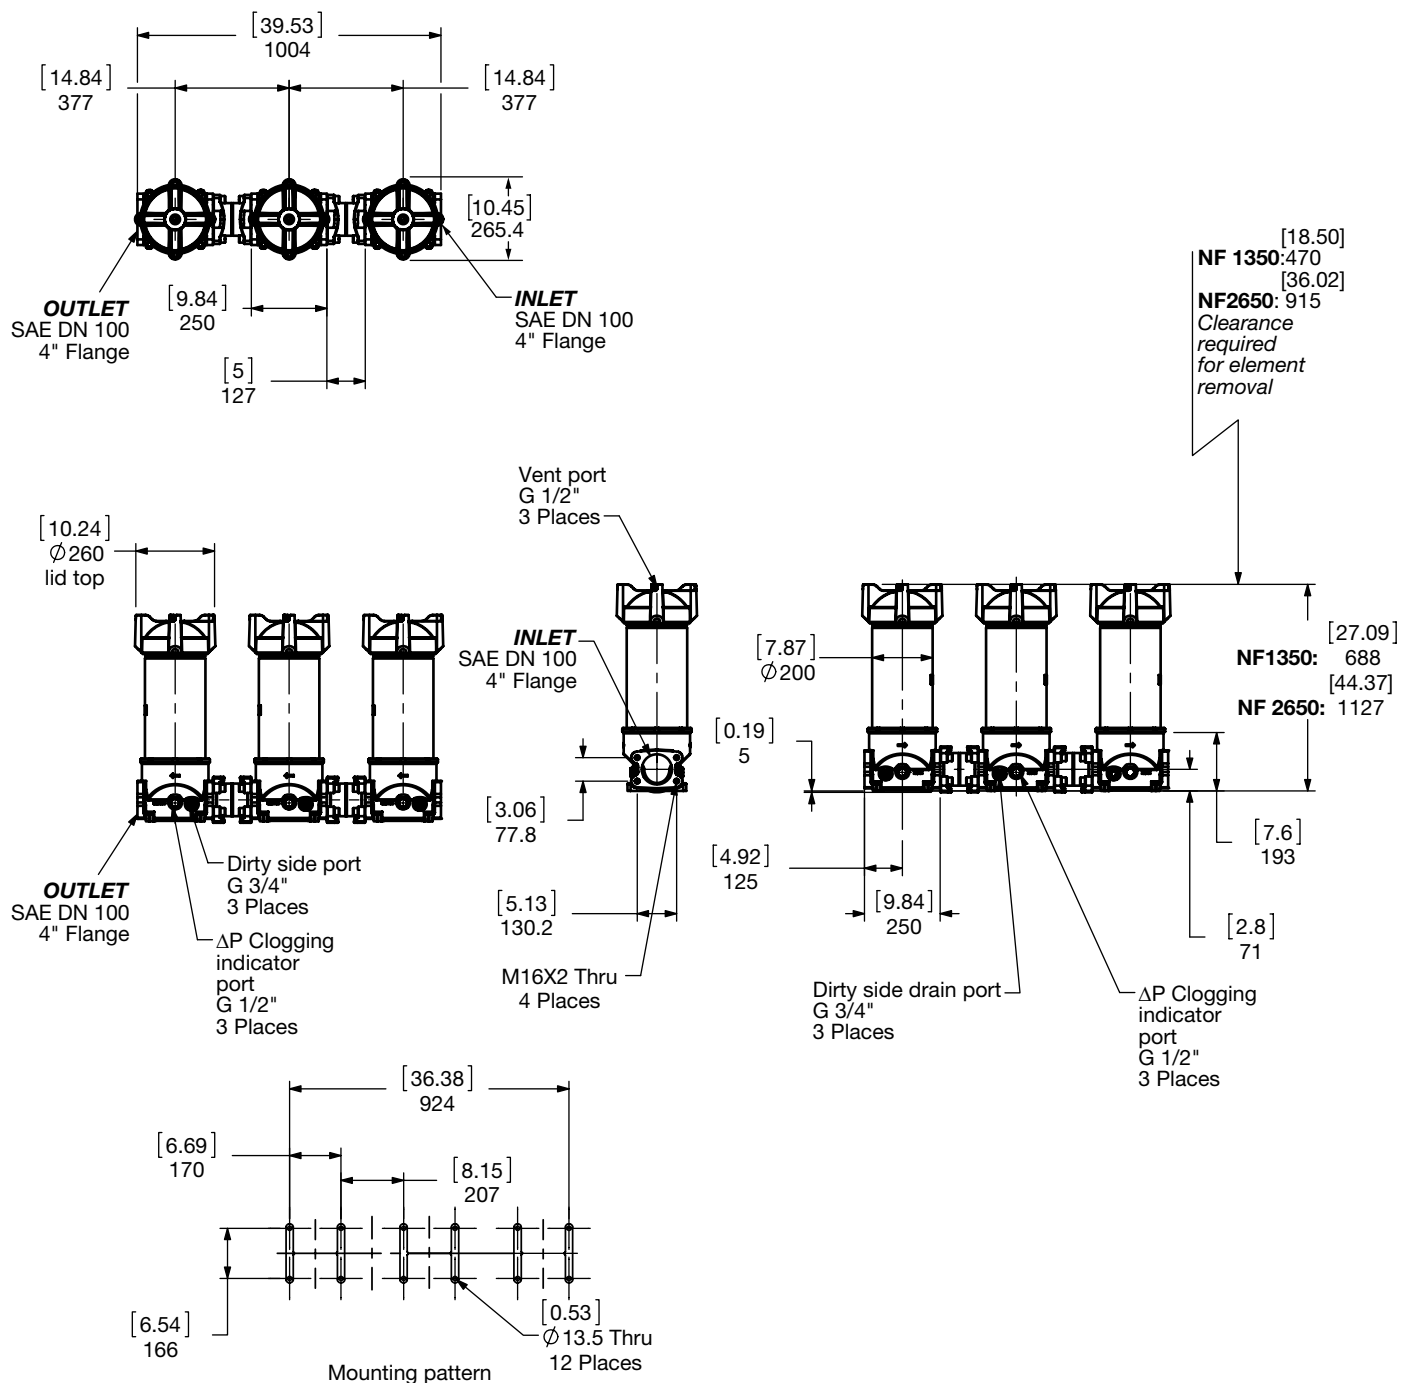 [39.53]
1004
[14.84]
377
[14.84]
377
[10.45]
265.4
OUTLET
SAE DN 100
4" Flange
[9.84]
250
INLET
SAE DN 100
4" Flange
[5]
127
[18.50]
NF 1350:470
[36.02]
NF2650: 915
Clearance
required
for element
removal
[10.24]
Ø260
lid top
Vent port
G 1/2"
3 Places
INLET
SAE DN 100
4" Flange
[3.06]
77.8
[5.13]
130.2
M16X2 Thru
4 Places
OUTLET
SAE DN 100
4" Flange
Dirty side port
G 3/4"
3 Places
ΔP Clogging
indicator
port
G 1/2"
3 Places
[7.87]
Ø200
[0.19]
5
[4.92]
125
[9.84]
250
[27.09]
NF1350: 688
[44.37]
NF 2650: 1127
[7.6]
193
[2.8]
71
Dirty side drain port
G 3/4"
3 Places
ΔP Clogging
indicator
port
G 1/2"
3 Places
[36.38]
924
[6.69]
170
[8.15]
207
[6.54]
166
[0.53]
Ø13.5 Thru
12 Places
Mounting pattern